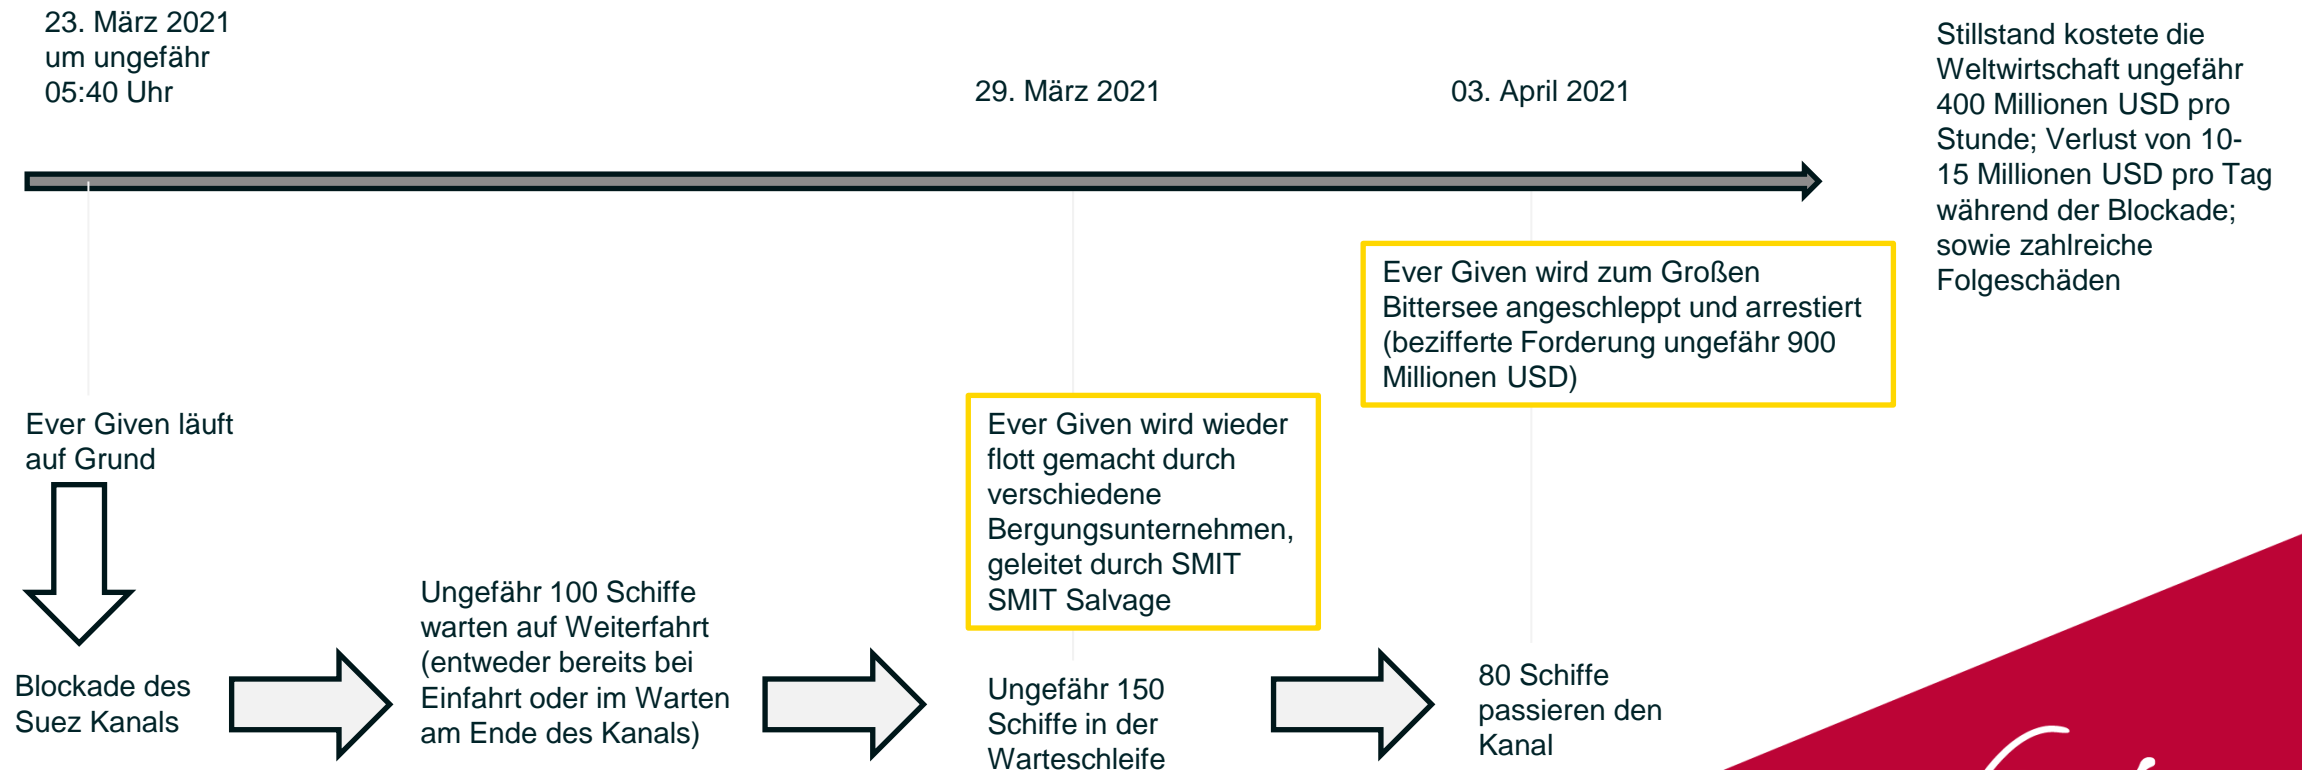 23. März 2021
um ungefähr
05:40 Uhr
29. März 2021
03. April 2021
Stillstand kostete die
Weltwirtschaft ungefähr
400 Millionen USD pro
Stunde; Verlust von 10-
15 Millionen USD pro Tag
während der Blockade;
sowie zahlreiche
Folgeschäden
Ever Given wird zum Großen
Bittersee angeschleppt und arrestiert
(bezifferte Forderung ungefähr 900
Millionen USD)
Ever Given läuft
auf Grund
Ever Given wird wieder
flott gemacht durch
verschiedene
Bergungsunternehmen,
geleitet durch SMIT
SMIT Salvage
Blockade des
Suez Kanals
Ungefähr 100 Schiffe
warten auf Weiterfahrt
(entweder bereits bei
Einfahrt oder im Warten
am Ende des Kanals)
Ungefähr 150
Schiffe in der
Warteschleife
80 Schiffe
passieren den
Kanal